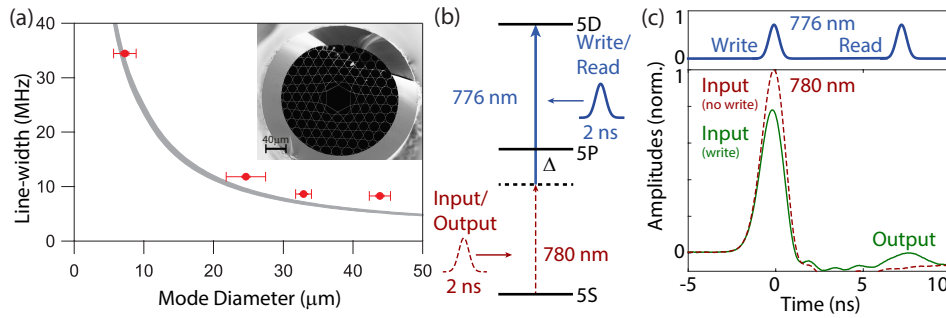 (a)
40
30
20
10
0
Line-width (MHz)
0
10
20
30
40
50
Mode Diameter (μm)
40μm
(b)
5D
Write/
Read
776 nm
2 ns
5P
Δ
Input/
Output
2 ns
780 nm
5S
(c)
1
0
776 nm
Write
Read
1
0
Amplitudes (norm.)
Input
(no write)
780 nm
Input
(write)
Output
-5
0
5
10
Time (ns)